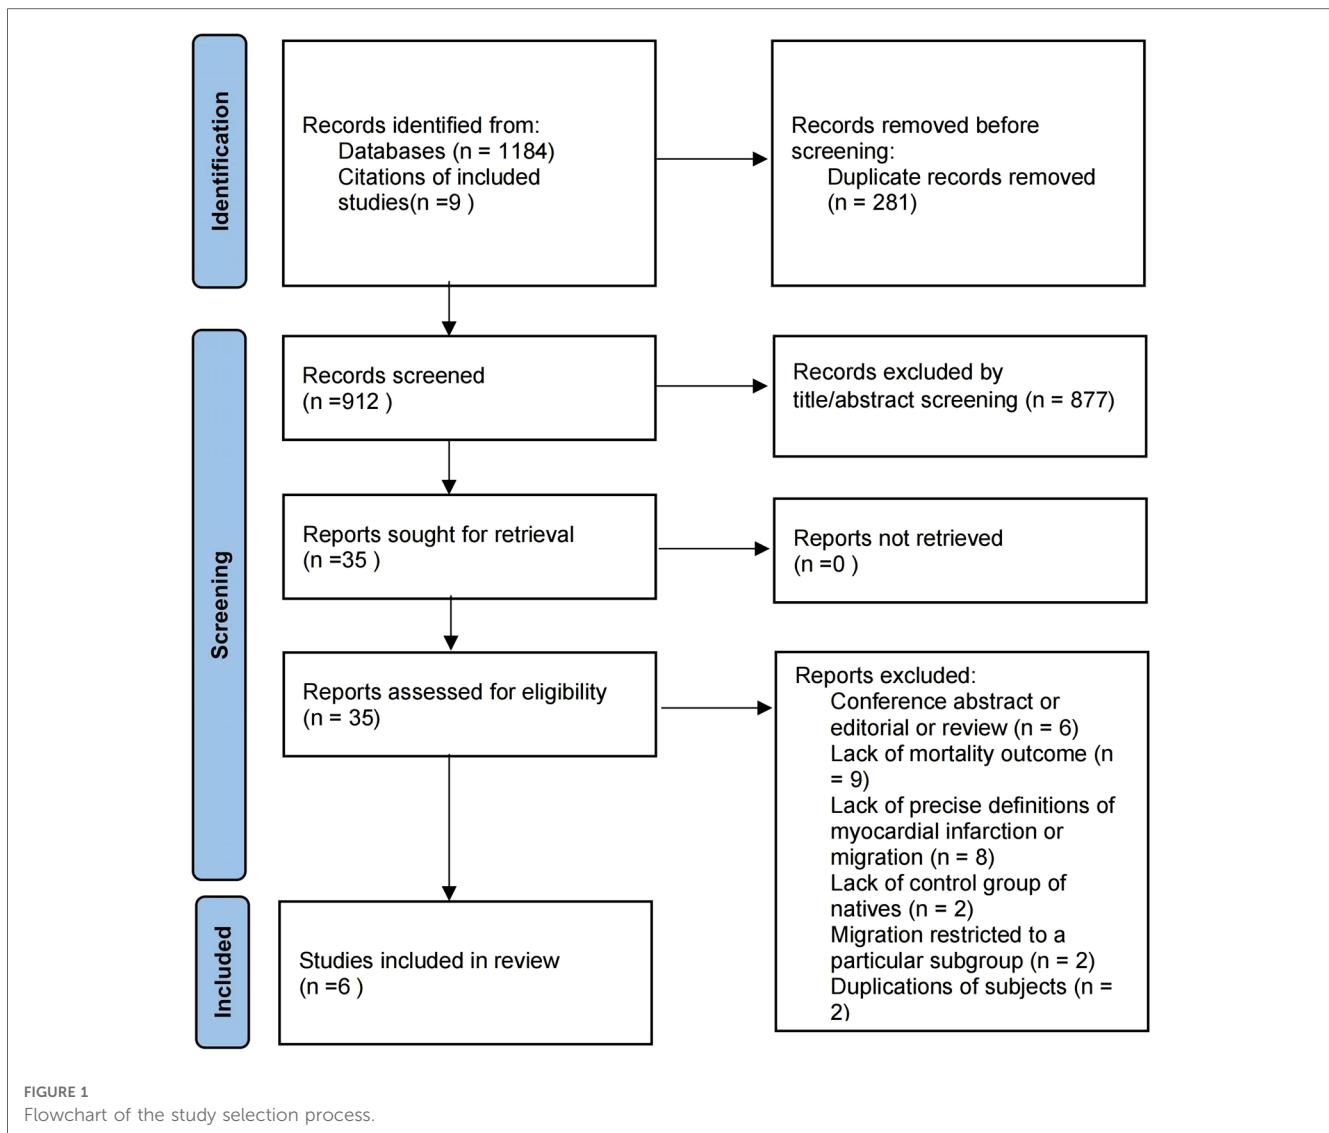 Identification
Records identified from:
Databases (n = 1184)
Citations of included
studies(n =9 )
Records removed before
screening:
Duplicate records removed
(n = 281)
Screening
Records screened
(n =912 )
Records excluded by
title/abstract screening (n = 877)
Reports sought for retrieval
(n =35 )
Reports not retrieved
(n =0 )
Reports assessed for eligibility
(n = 35)
Reports excluded:
Conference abstract or
editorial or review (n = 6)
Lack of mortality outcome (n
= 9)
Lack of precise definitions of
myocardial infarction or
migration (n = 8)
Lack of control group of
natives (n = 2)
Migration restricted to a
particular subgroup (n = 2)
Duplications of subjects (n =
2)
Included
Studies included in review
(n =6 )
FIGURE 1
Flowchart of the study selection process.